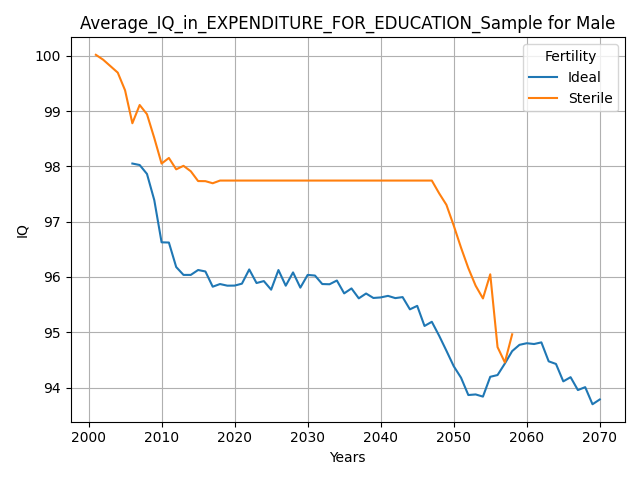 Average_IQ_in_EXPENDITURE_FOR_EDUCATION_Sample for Male
Fertility
Ideal
Sterile
IQ
100
99
98
97
96
95
94
2000 2010 2020 2030 2040 2050 2060 2070
Years